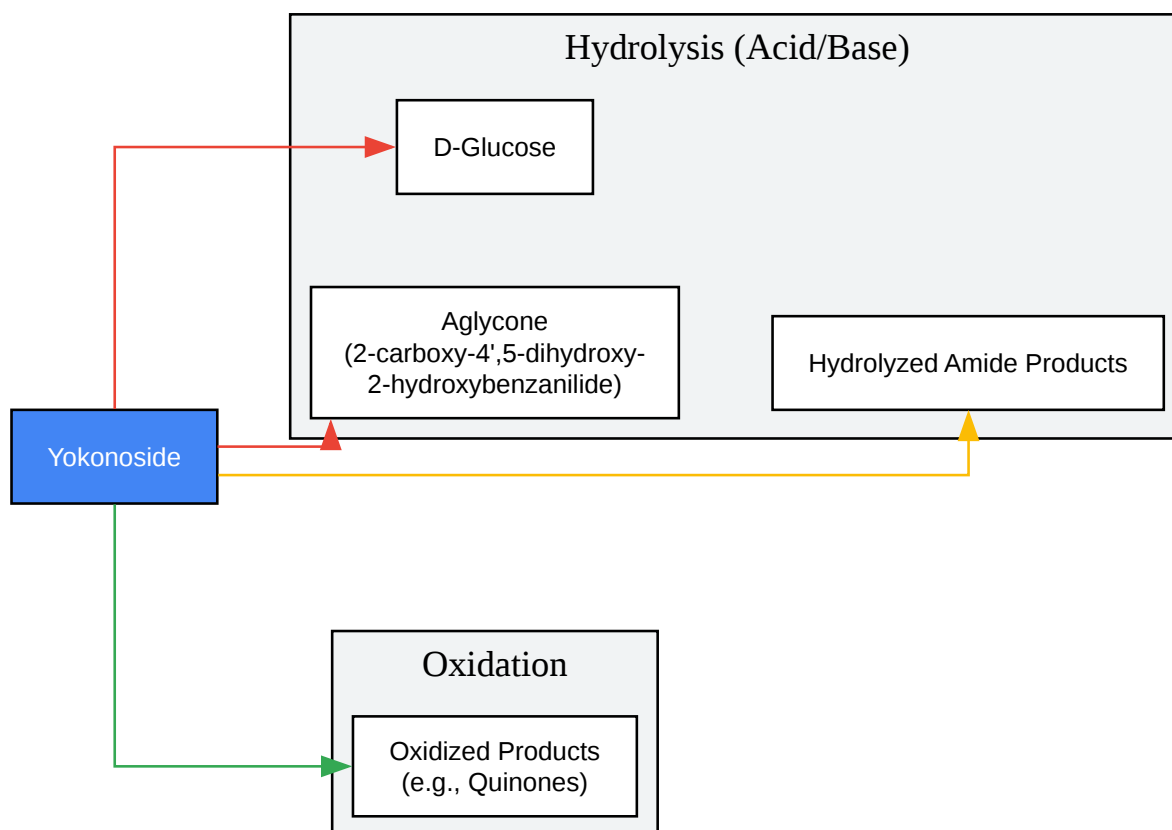 Hydrolysis (Acid/Base)
D-Glucose
Aglycone
(2-carboxy-4',5-dihydroxy-
2-hydroxybenzanilide)
Hydrolyzed Amide Products
Yokonoside
Oxidation
Oxidized Products
(e.g., Quinones)